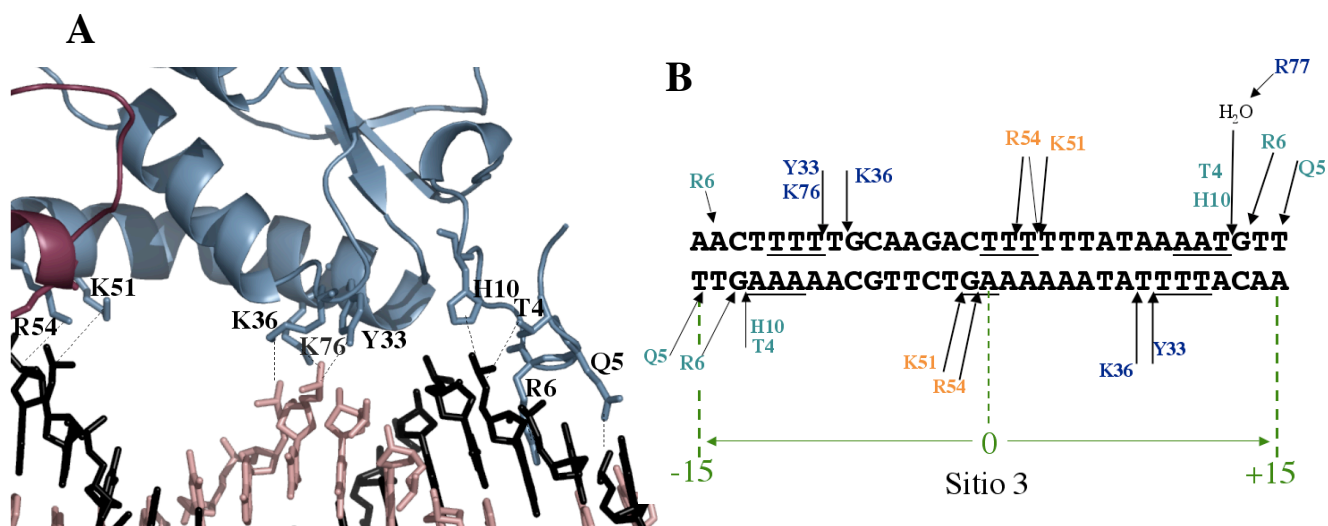 A
B
R77
H2O
R54
K51
R6
Y33
K36
T4
Q5
R6
K76
H10
AACTTTTTGCAAGACTTTTTTATAAAATGTT
TTGAAAAACGTTCTGAAAAAATATTTTACAA
K51
H10
T4
R54
K36
K76
Y33
Q5
R6
H10
Q5
R6
T4
K51
R54
K36
Y33
0
-15
Sitio 3
+15